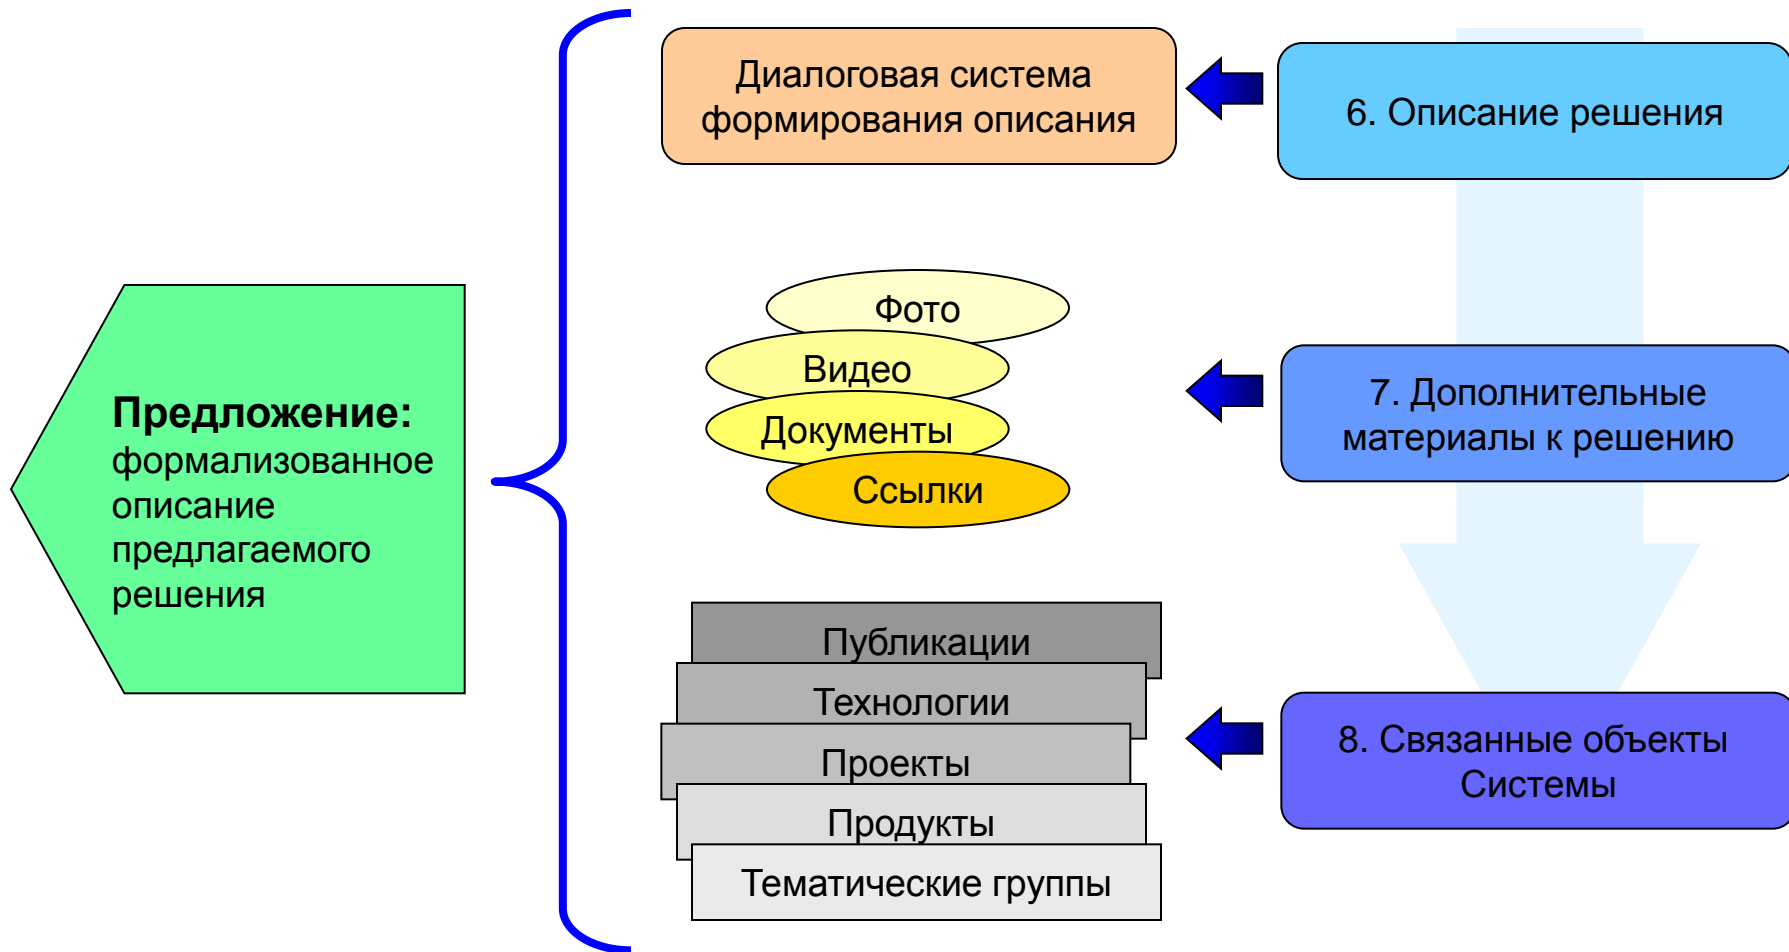 Диалоговая система
формирования описания
6. Описание решения
Фото
Видео
Документы
Ссылки
7. Дополнительные
материалы к решению
Предложение:
формализованное
описание
предлагаемого
решения
Публикации
Технологии
Проекты
Продукты
Тематические группы
8. Связанные объекты
Системы